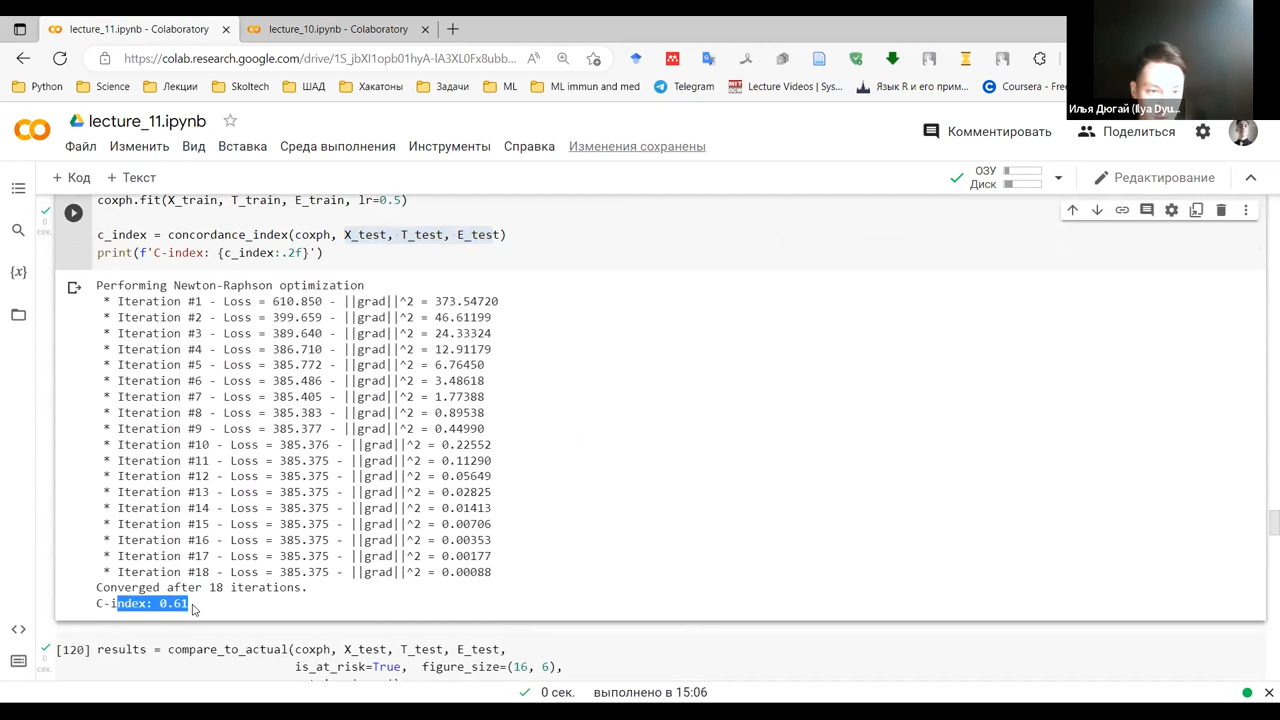 lecture_11.ipynb - Colaboratory
lecture_10.ipynb - Colaboratory
https://colab.research.google.com/drive/1S_jbXl1opb01hyA-lA3XL0Fx8ubb...
Python
Science
Лекции
Skoltech
ШАД
Хакатоны
Задачи
ML
ML immun and med
Telegram
Lecture Videos | Sys...
Язык R и его прим...
Coursera - Free
Илья Дюгай (Ilya Dyu...
lecture_11.ipynb
Комментировать
Поделиться
Файл Изменить Вид Вставка Среда выполнения Инструменты Справка Изменения сохранены
+ Код + Текст
ОЗУ
Диск
Редактирование
0
сек.
coxph.fit(X_train, T_train, E_train, lr=0.5)
c_index = concordance_index(coxph, X_test, T_test, E_test)
print(f'C-index: {c_index:.2f}')
Performing Newton-Raphson optimization
* Iteration #1 - Loss = 610.850 - ||grad||^2 = 373.54720
* Iteration #2 - Loss = 399.659 - ||grad||^2 = 46.61199
* Iteration #3 - Loss = 389.640 - ||grad||^2 = 24.33324
* Iteration #4 - Loss = 386.710 - ||grad||^2 = 12.91179
* Iteration #5 - Loss = 385.772 - ||grad||^2 = 6.76450
* Iteration #6 - Loss = 385.486 - ||grad||^2 = 3.48618
* Iteration #7 - Loss = 385.405 - ||grad||^2 = 1.77388
* Iteration #8 - Loss = 385.383 - ||grad||^2 = 0.89538
* Iteration #9 - Loss = 385.377 - ||grad||^2 = 0.44990
* Iteration #10 - Loss = 385.376 - ||grad||^2 = 0.22552
* Iteration #11 - Loss = 385.375 - ||grad||^2 = 0.11290
* Iteration #12 - Loss = 385.375 - ||grad||^2 = 0.05649
* Iteration #13 - Loss = 385.375 - ||grad||^2 = 0.02825
* Iteration #14 - Loss = 385.375 - ||grad||^2 = 0.01413
* Iteration #15 - Loss = 385.375 - ||grad||^2 = 0.00706
* Iteration #16 - Loss = 385.375 - ||grad||^2 = 0.00353
* Iteration #17 - Loss = 385.375 - ||grad||^2 = 0.00177
* Iteration #18 - Loss = 385.375 - ||grad||^2 = 0.00088
Converged after 18 iterations.
C-index: 0.61
[120] results = compare_to_actual(coxph, X_test, T_test, E_test,
0
сек.
is_at_risk=True, figure_size=(16, 6),
0 сек. выполнено в 15:06